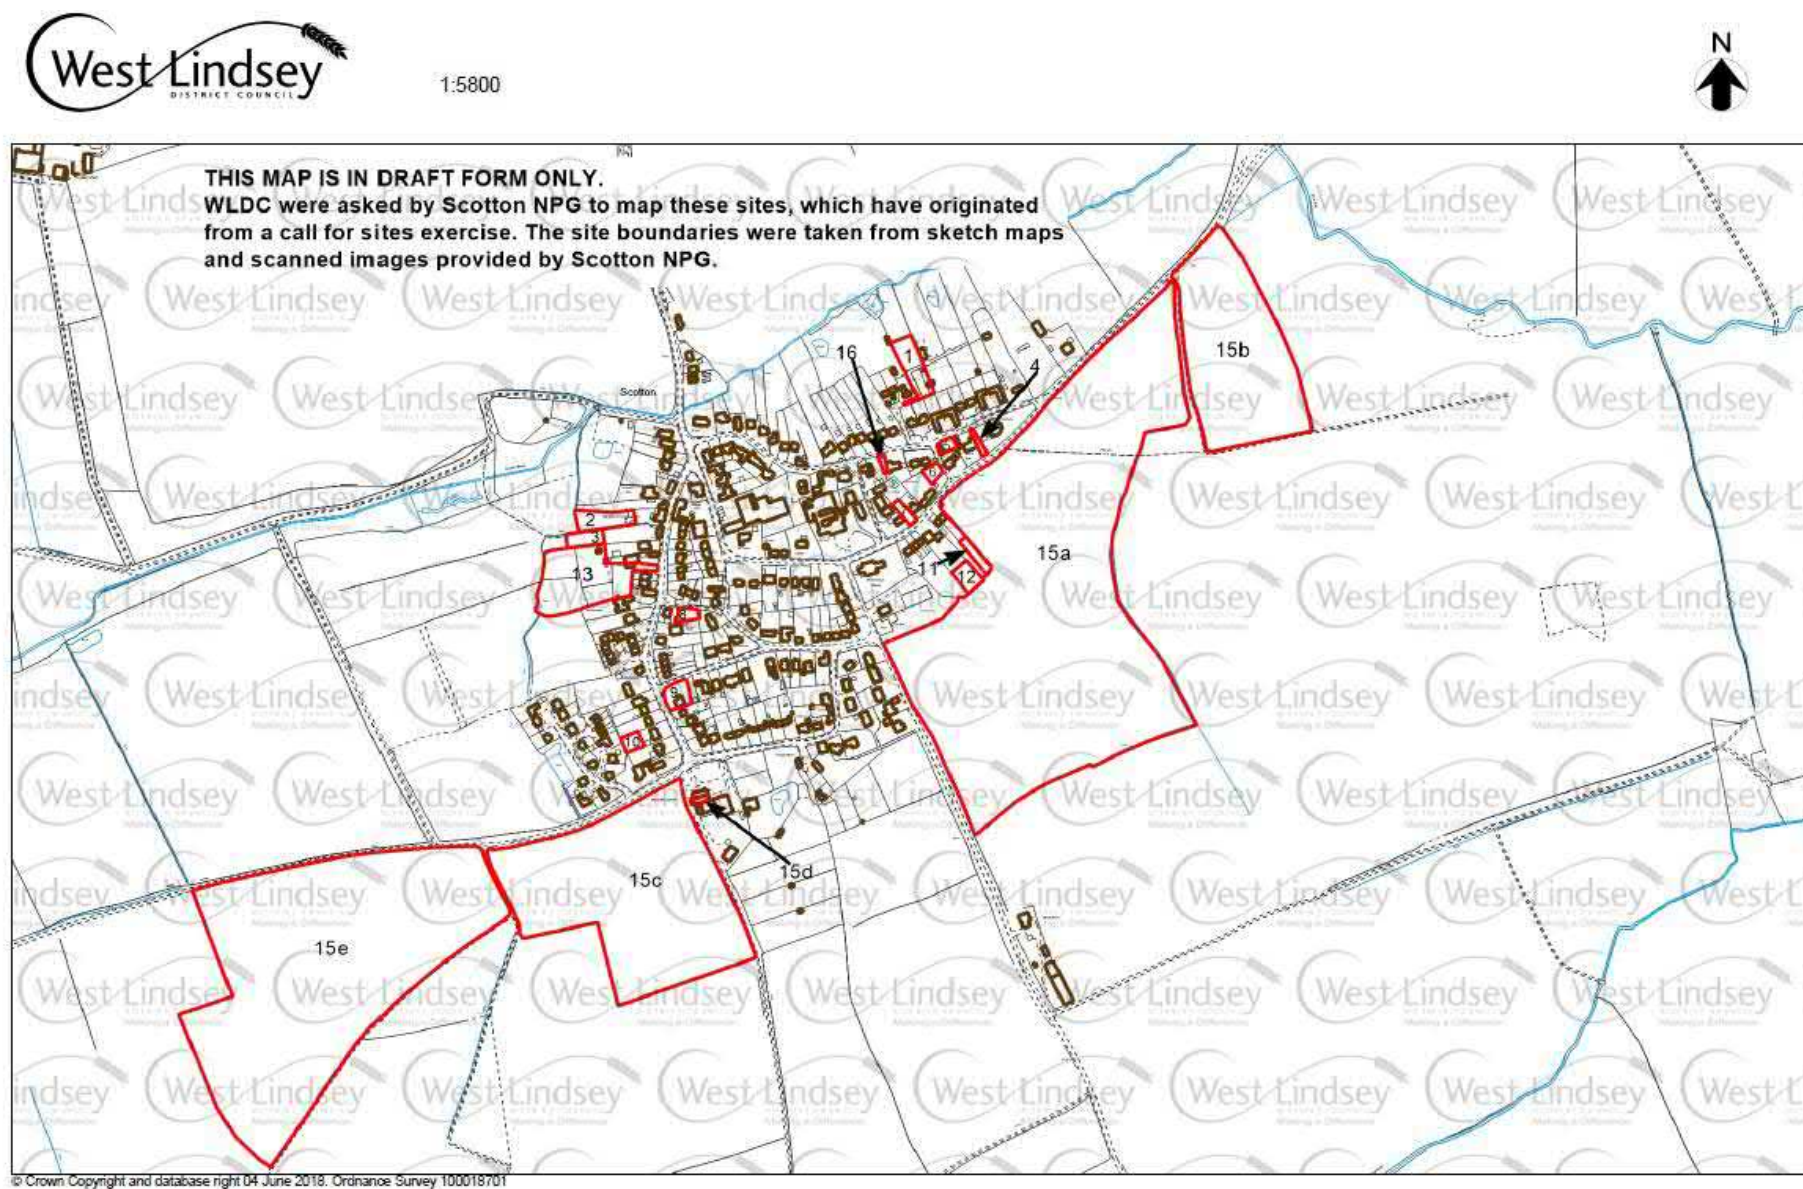 West Lindsey
DISTRICT COUNCIL
1:5800
N
THIS MAP IS IN DRAFT FORM ONLY.
WLDC were asked by Scotton NPG to map these sites, which have originated
from a call for sites exercise. The site boundaries were taken from sketch maps
and scanned images provided by Scotton NPG.
16
1
4
15b
Scotton
6
2
3
15a
11
12
13
9
10
15c
15d
15e
© Crown Copyright and database right 04 June 2018. Ordnance Survey 100018701